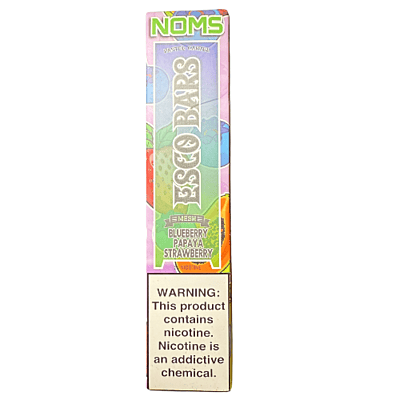 NOMS
ESCO BARS
MESH
BLUEBERRY
PAPAYA
STRAWBERRY
WARNING:
This product
contains
nicotine.
Nicotine is
an addictive
chemical.